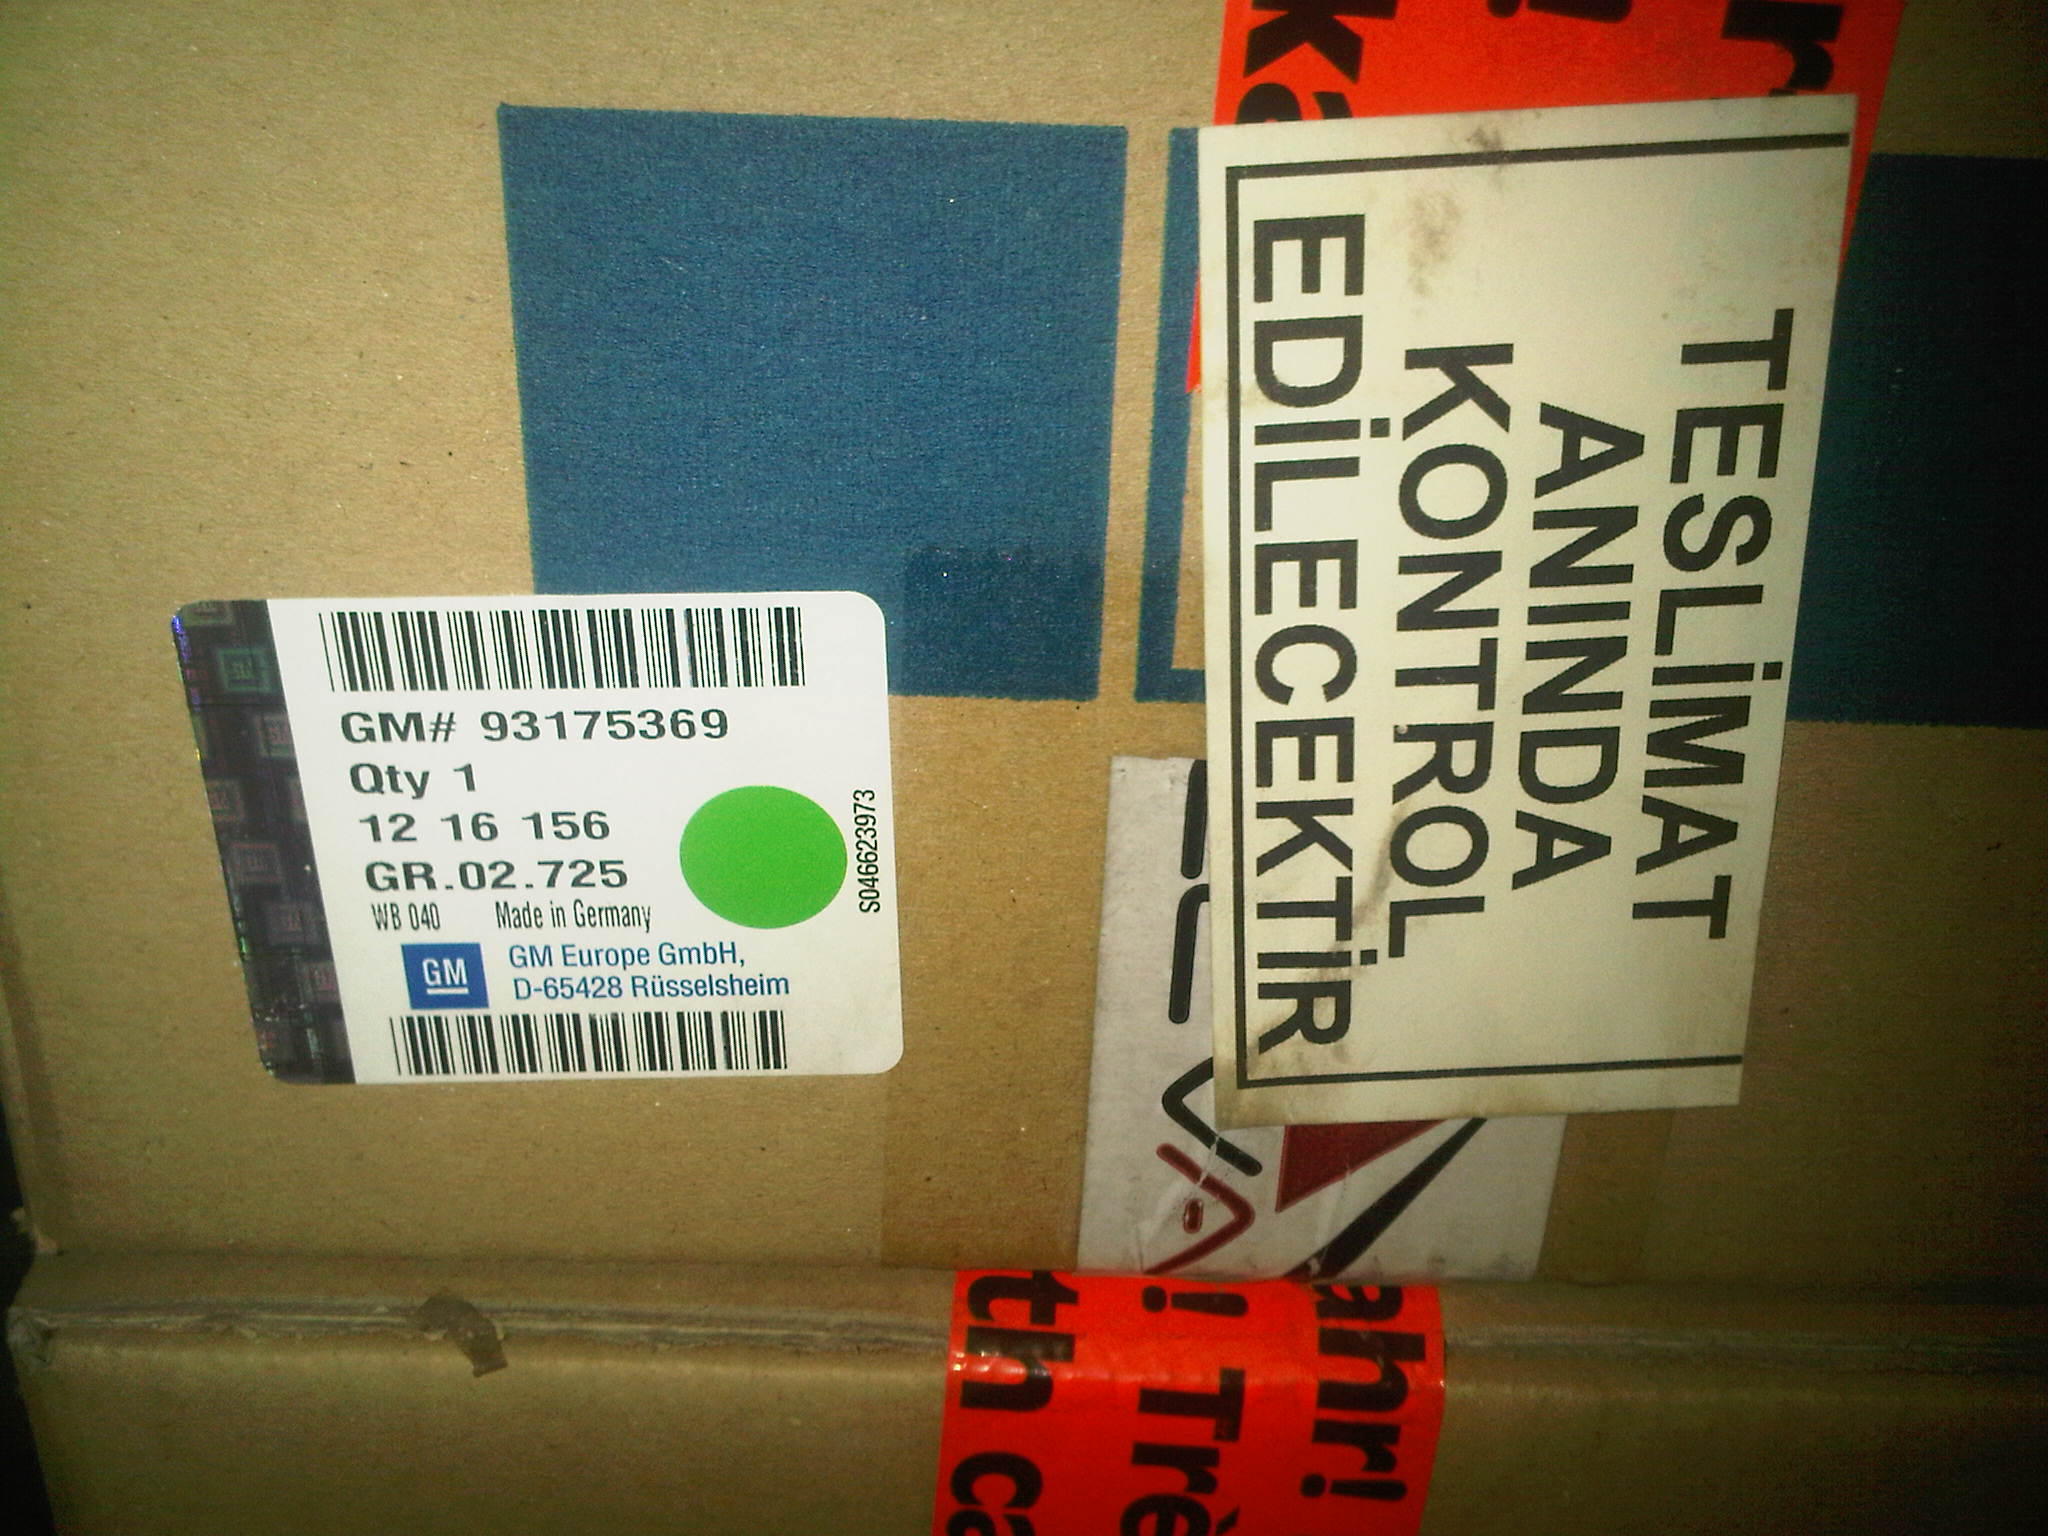 GM# 93175369
Qty 1
12 16 156
GR.02.725
WB 040 Made in Germany
S046623973
GM
GM Europe GmbH,
D-65428 Rüsselsheim
TESLİMAT
ANINDA
KONTROL
EDİLECEKTİR
ahr!
! Trè
th ca